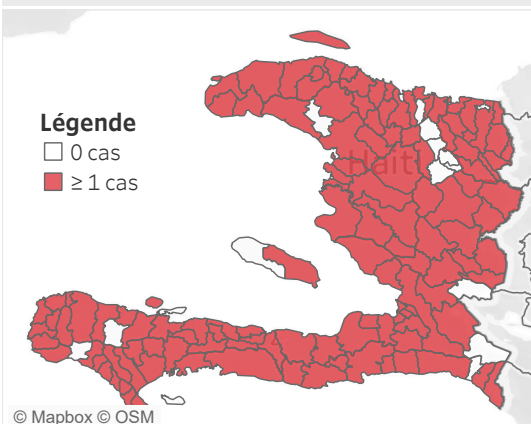 Légende
0 cas
≥ 1 cas
Haiti
© Mapbox © OSM